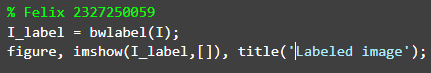 % Felix 2327250059
I_label = bwlabel(I);
figure, imshow(I_label,[]), title('Labeled image');